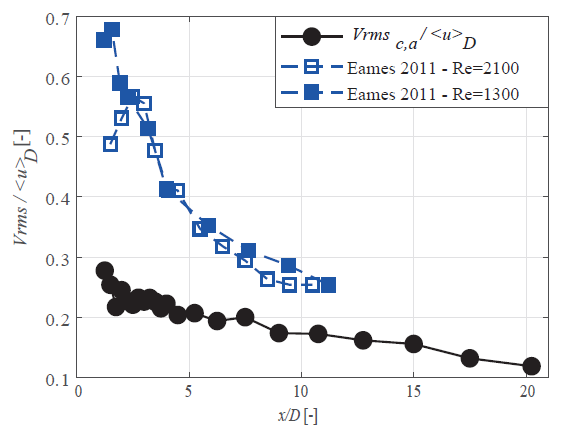 0.7
0.6
0.5
0.4
0.3
0.2
0.1
0
5
10
15
20
Vrms / <u>D [-]
x/D [-]
Vrms c,a / <u>D
Eames 2011 - Re=2100
Eames 2011 - Re=1300